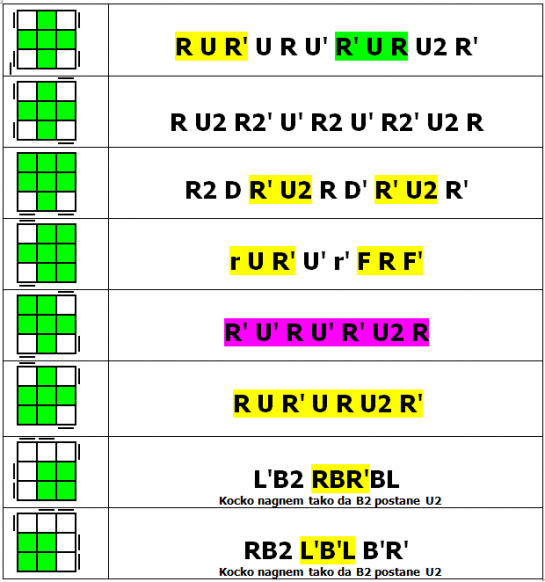 R U R' U R U' R' U R U2 R'
R U2 R2' U' R2 U' R2' U2 R
R2 D R' U2 R D' R' U2 R'
r U R' U' r' F R F'
R' U' R U' R' U2 R
R U R' U R U2 R'
L'B2 RBR'BL
Kocko nagnem tako da B2 postane U2
RB2 L'B'L B'R'
Kocko nagnem tako da B2 postane U2